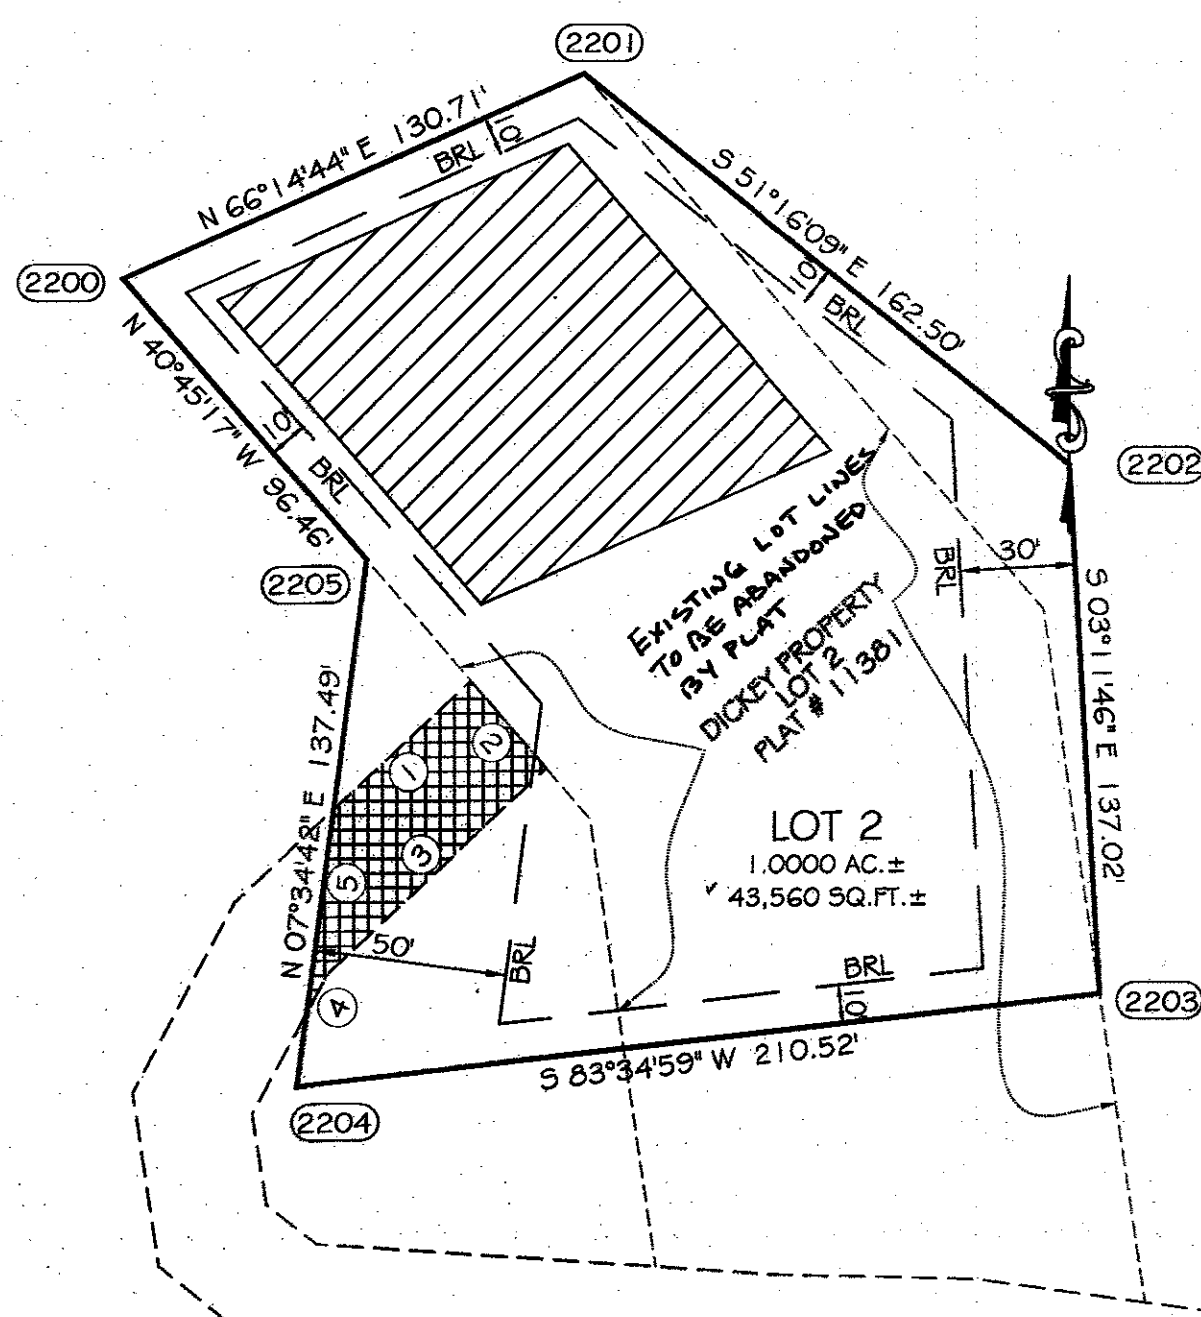 2201
N 66°14'44" E 130.71'
BRL
10
2200
S 51°16'09" E 162.50'
10
BRL
N 40°45'17" W 96.46'
10
BRL
2202
2205
EXISTING LOT LINES
TO BE ABANDONED
BY PLAT
DICKEY PROPERTY
LOT 2
PLAT # 11381
BRL
30'
S 03°11'46" E 137.02'
N 07°34'48" E 137.49'
1
2
3
5
4
50'
BRL
LOT 2
1.0000 AC.±
43,560 SQ.FT.±
BRL
10
2203
S 83°34'59" W 210.52'
2204